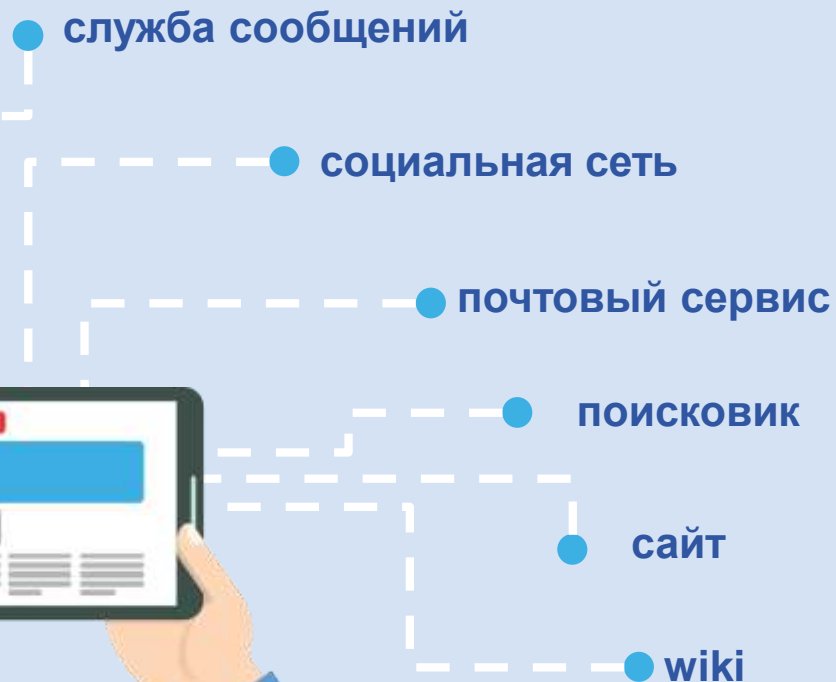 служба сообщений
социальная сеть
почтовый сервис
поисковик
сайт
wiki